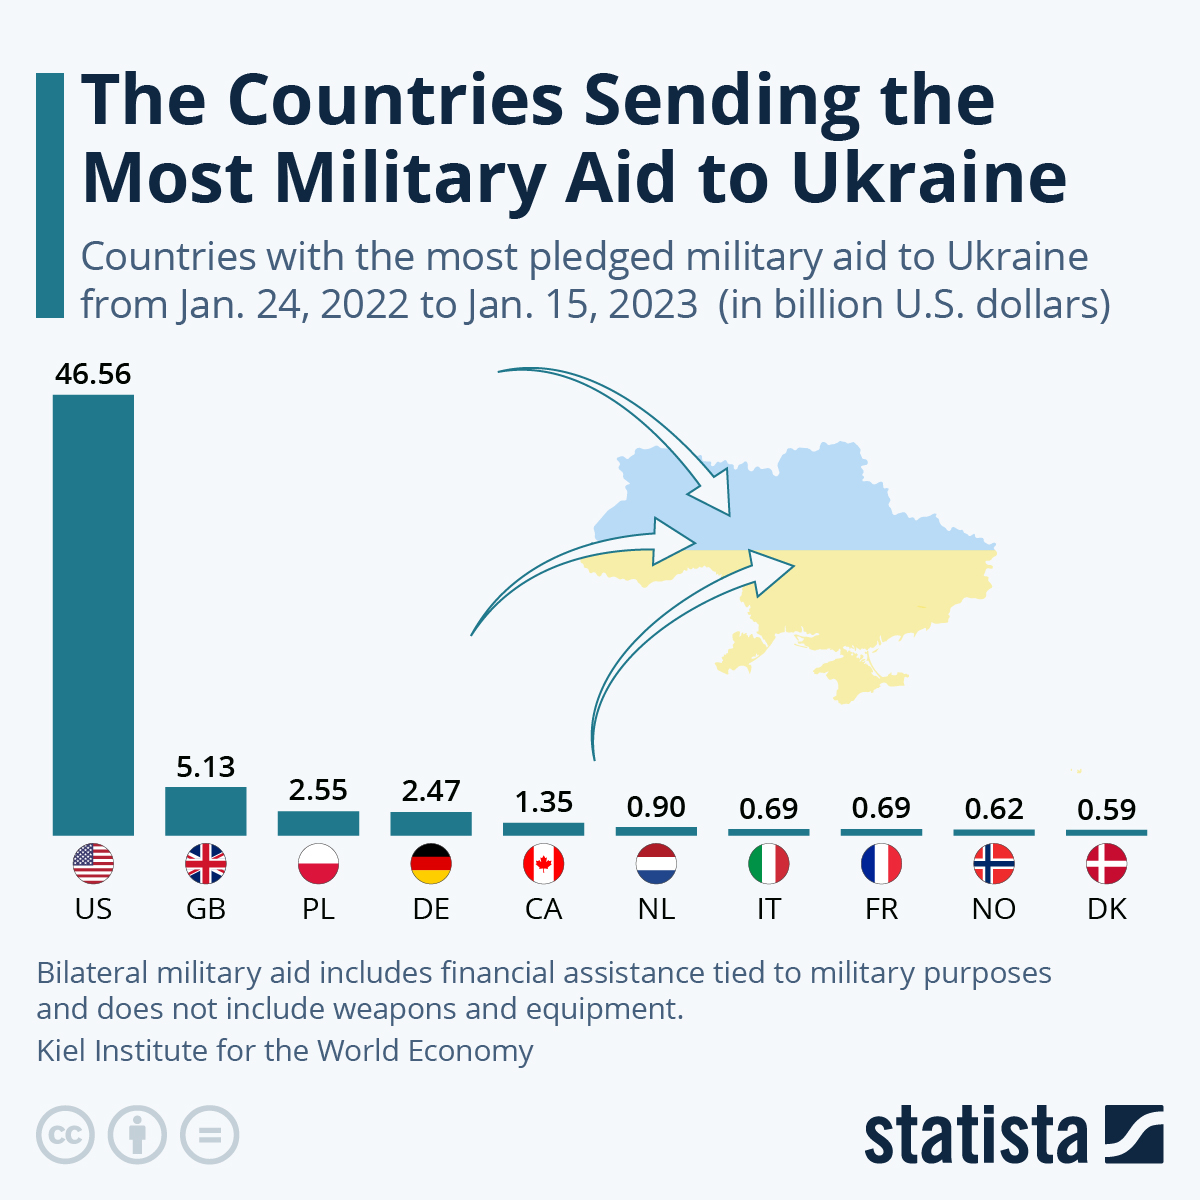 The Countries Sending the
Most Military Aid to Ukraine
Countries with the most pledged military aid to Ukraine
from Jan. 24, 2022 to Jan. 15, 2023 (in billion U.S. dollars)
46.56
5.13
2.55
2.47
1.35
0.90
0.69
0.69
0.62
0.59
US
GB
PL
DE
CA
NL
IT
FR
NO
DK
Bilateral military aid includes financial assistance tied to military purposes
and does not include weapons and equipment.
Kiel Institute for the World Economy
cc
statista